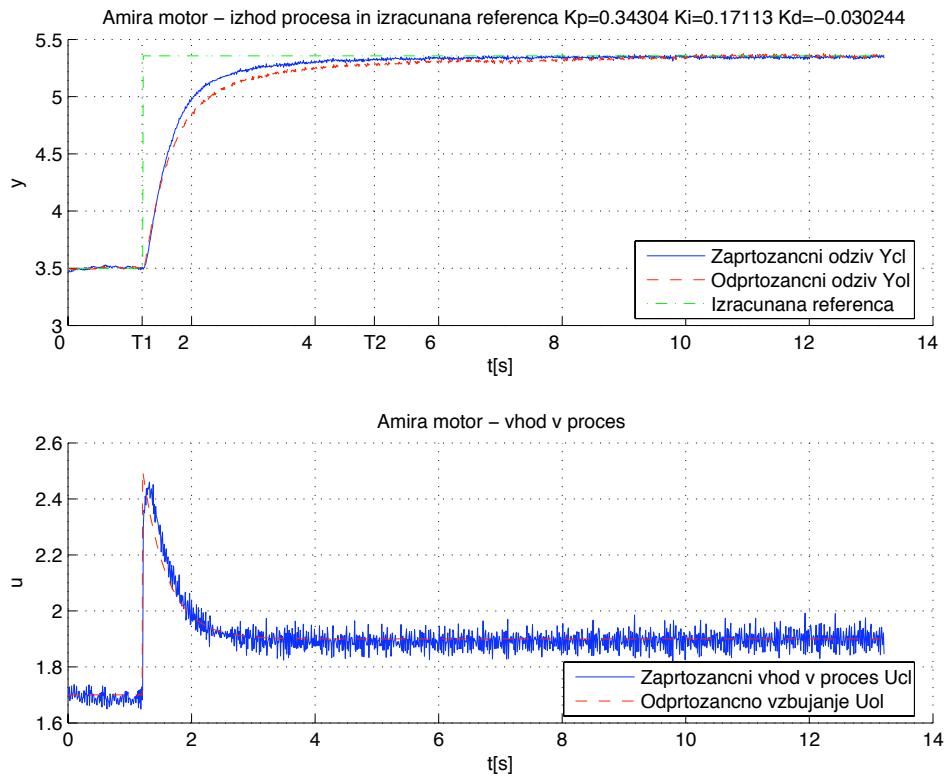 Amira motor − izhod procesa in izracunana referenca Kp=0.34304 Ki=0.17113 Kd=−0.030244
5.5
5
4.5
4
3.5
3
y
0 T1 2 4 T2 6 8 10 12 14
t[s]
Zaprtozancni odziv Ycl
Odprtozancni odziv Yol
Izracunana referenca
Amira motor − vhod v proces
2.6
2.4
2.2
2
1.8
1.6
u
0 2 4 6 8 10 12 14
t[s]
Zaprtozancni vhod v proces Ucl
Odprtozancno vzbujanje Uol